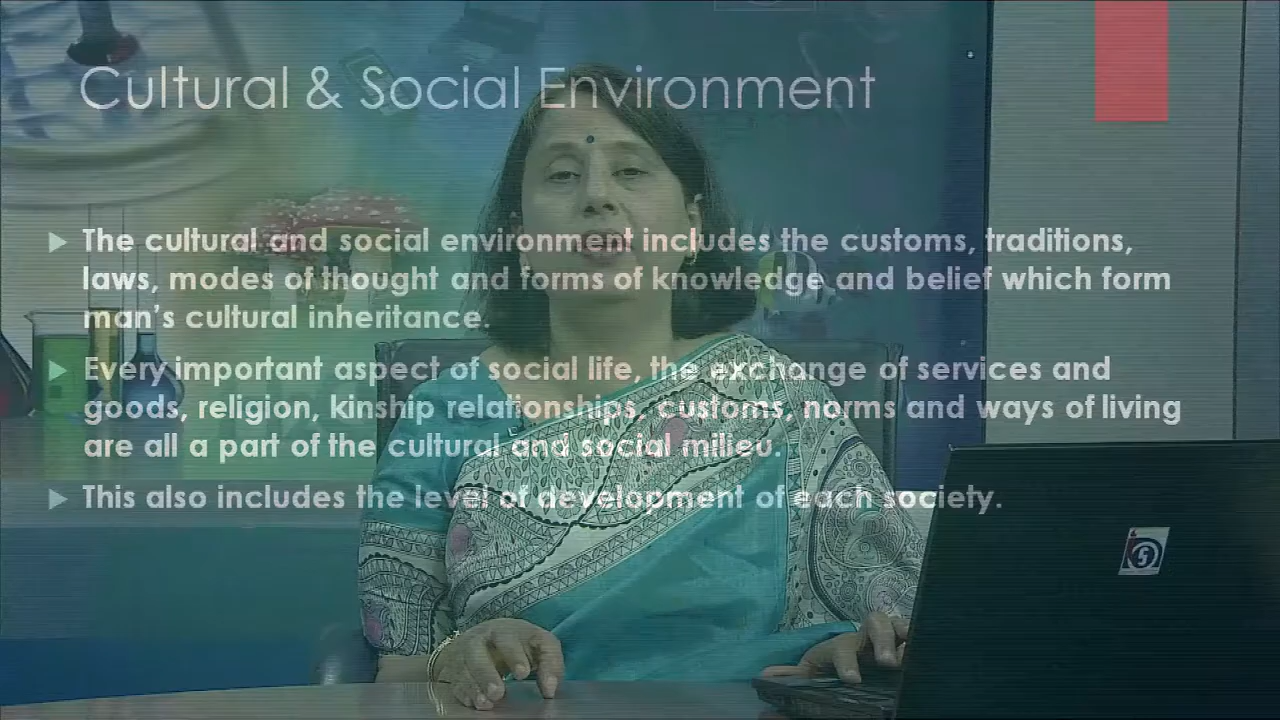 Cultural & Social Environment
The cultural and social environment includes the customs, traditions,
laws, modes of thought and forms of knowledge and belief which form
man's cultural inheritance.
Every important aspect of social life, the exchange of services and
goods, religion, kinship relationships, customs, norms and ways of living
are all a part of the cultural and social milieu.
This also includes the level of development of each society.